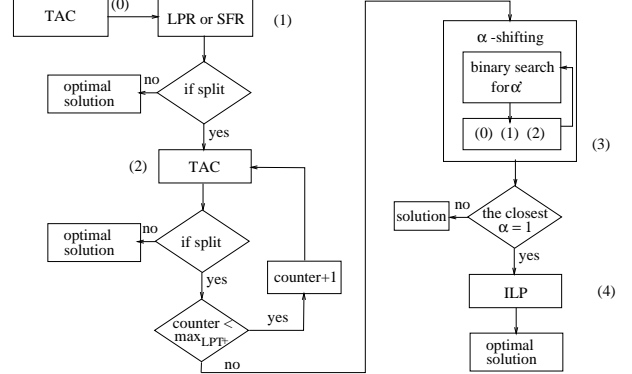 TAC
(0)
LPR or SFR
(1)
if split
no
optimal
solution
yes
(2)
TAC
if split
no
optimal
solution
yes
counter+1
counter <
max LPT+
yes
no
α -shifting
binary search
for α'
(0) (1) (2)
(3)
the closest
α = 1
no
solution
yes
ILP
(4)
optimal
solution